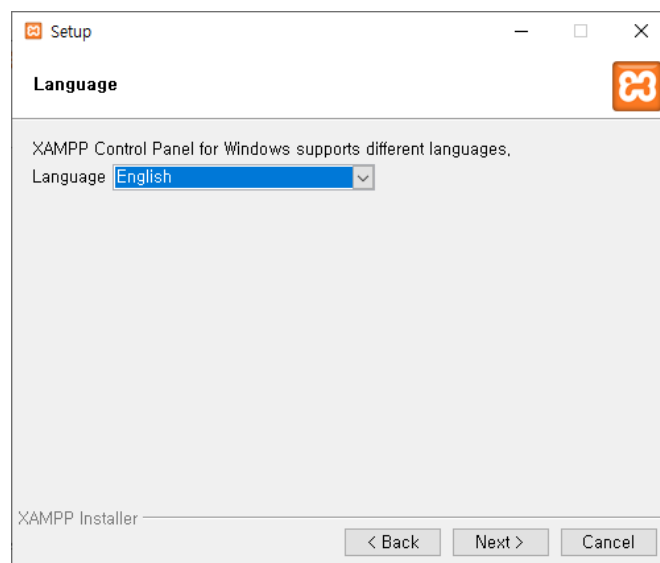 Setup
Language
XAMPP Control Panel for Windows supports different languages.
Language English
XAMPP Installer
< Back Next > Cancel